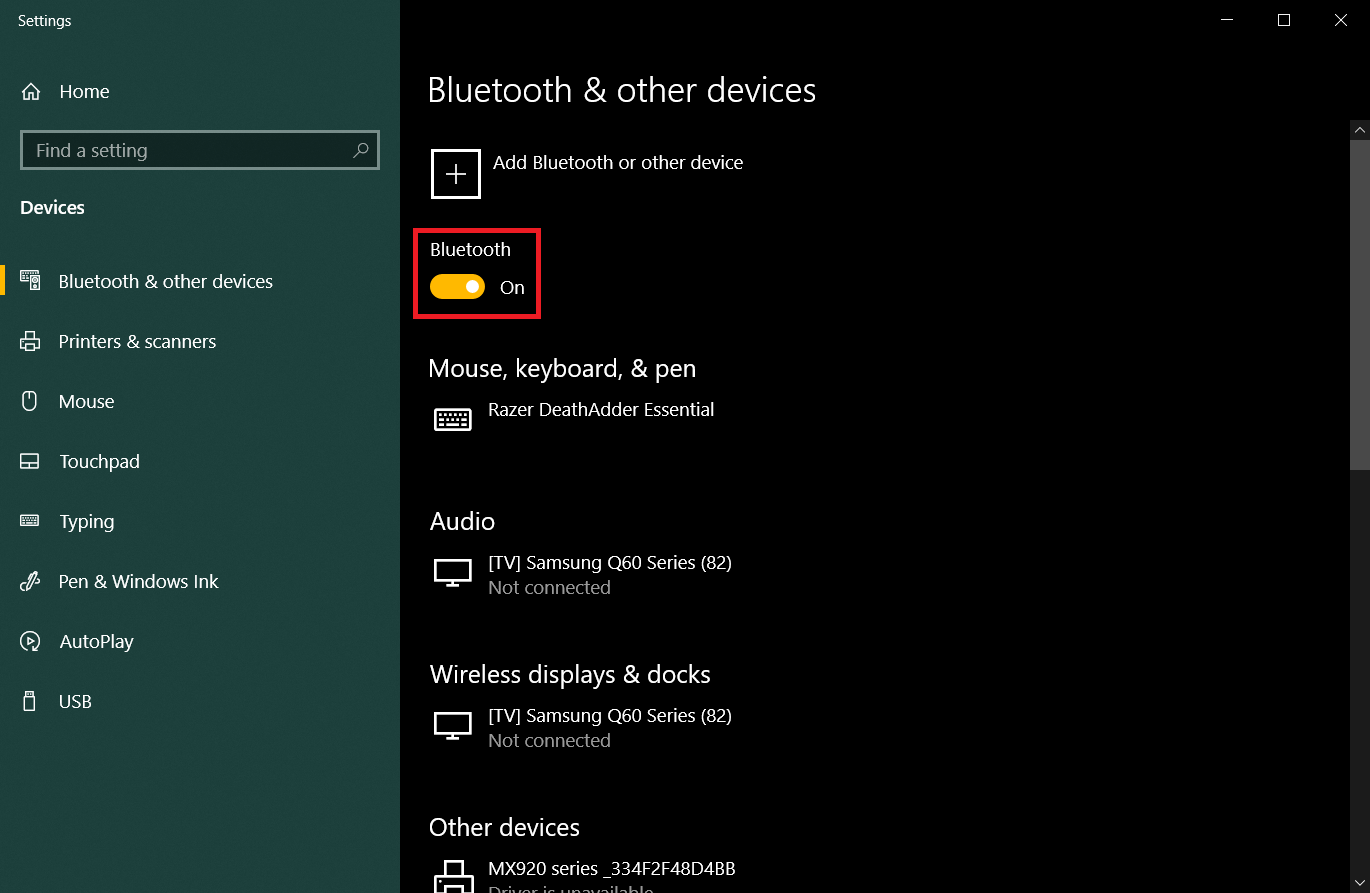 Settings
Home
Find a setting
Devices
Bluetooth & other devices
Printers & scanners
Mouse
Touchpad
Typing
Pen & Windows Ink
AutoPlay
USB
Bluetooth & other devices
Add Bluetooth or other device
Bluetooth
On
Mouse, keyboard, & pen
Razer DeathAdder Essential
Audio
[TV] Samsung Q60 Series (82)
Not connected
Wireless displays & docks
[TV] Samsung Q60 Series (82)
Not connected
Other devices
MX920 series _334F2F48D4BB
Driver is unavailable